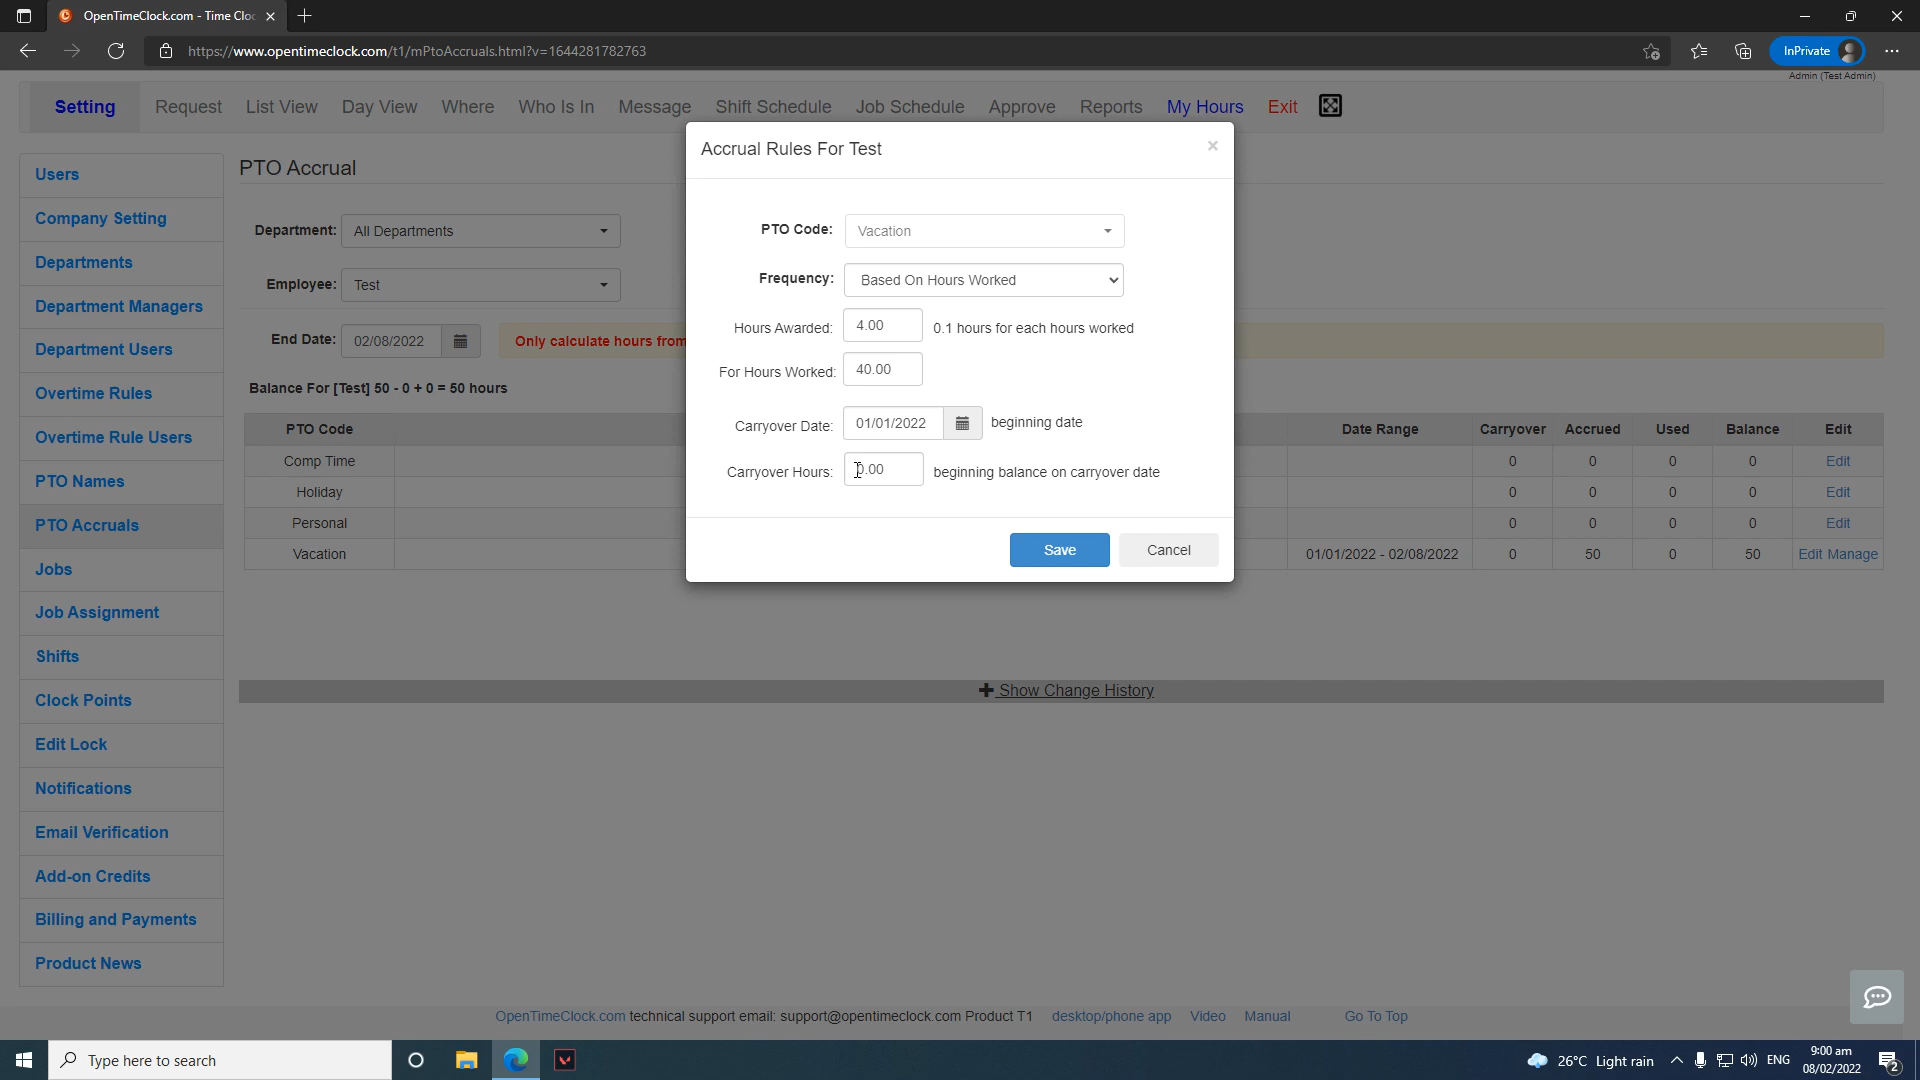 OpenTimeClock.com - Time Cloc
https://www.opentimeclock.com/t1/mPtoAccruals.html?v=1644281782763
InPrivate
Admin (Test Admin)
Setting Request List View Day View Where Who Is In Message Shift Schedule Job Schedule Approve Reports My Hours Exit
Users
Company Setting
Departments
Department Managers
Department Users
Overtime Rules
Overtime Rule Users
PTO Names
PTO Accruals
Jobs
Job Assignment
Shifts
Clock Points
Edit Lock
Notifications
Email Verification
Add-on Credits
Billing and Payments
Product News
PTO Accrual
Department: All Departments
Employee: Test
End Date: 02/08/2022 Only calculate hours from
Balance For [Test] 50 - 0 + 0 = 50 hours
PTO Code Date Range Carryover Accrued Used Balance Edit
Comp Time 0 0 0 0 Edit
Holiday 0 0 0 0 Edit
Personal 0 0 0 0 Edit
Vacation 01/01/2022 - 02/08/2022 0 50 0 50 Edit Manage
Show Change History
Accrual Rules For Test ×
PTO Code: Vacation
Frequency: Based On Hours Worked
Hours Awarded: 4.00 0.1 hours for each hours worked
For Hours Worked: 40.00
Carryover Date: 01/01/2022 beginning date
Carryover Hours: 0.00 beginning balance on carryover date
Save Cancel
OpenTimeClock.com technical support email: support@opentimeclock.com Product T1 desktop/phone app Video Manual Go To Top
Type here to search
26°C Light rain
ENG
9:00 am
08/02/2022
2